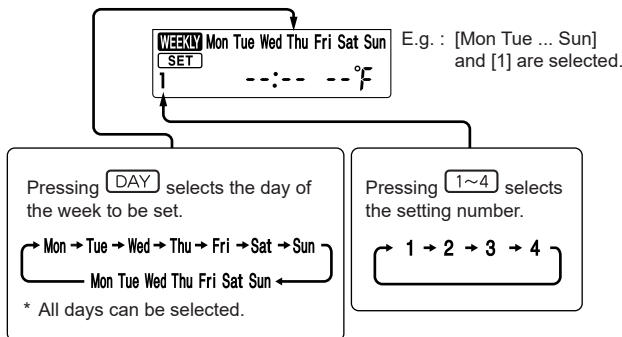 WEEKLY Mon Tue Wed Thu Fri Sat Sun
SET
1 --:-- --°F
E.g. : [Mon Tue ... Sun]
and [1] are selected.
Pressing DAY selects the day of
the week to be set.
→ Mon → Tue → Wed → Thu → Fri → Sat → Sun
Mon Tue Wed Thu Fri Sat Sun ←
* All days can be selected.
Pressing 1~4 selects
the setting number.
→ 1 → 2 → 3 → 4